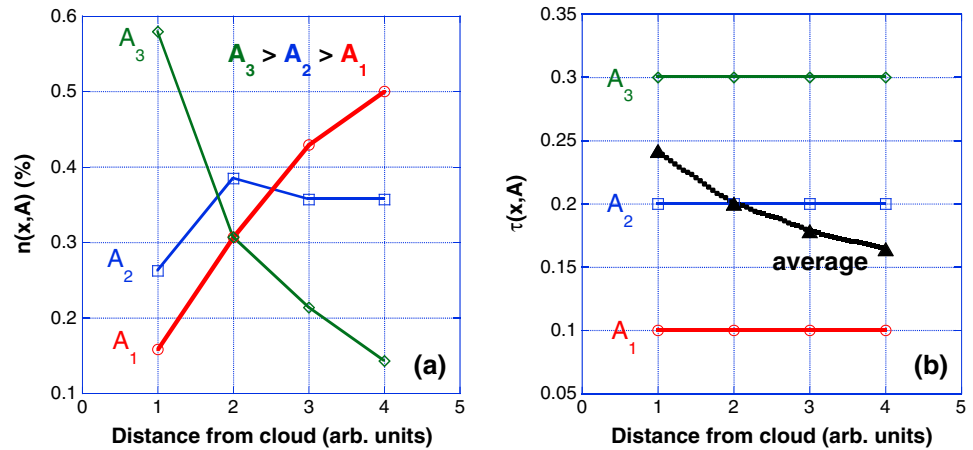 0.6
0.5
0.4
0.3
0.2
0.1
n(x,A) (%)
A3
A3 > A2 > A1
A2
A1
(a)
0 1 2 3 4 5
Distance from cloud (arb. units)
0.35
0.3
0.25
0.2
0.15
0.1
0.05
τ(x,A)
A3
A2
average
A1
(b)
0 1 2 3 4 5
Distance from cloud (arb. units)